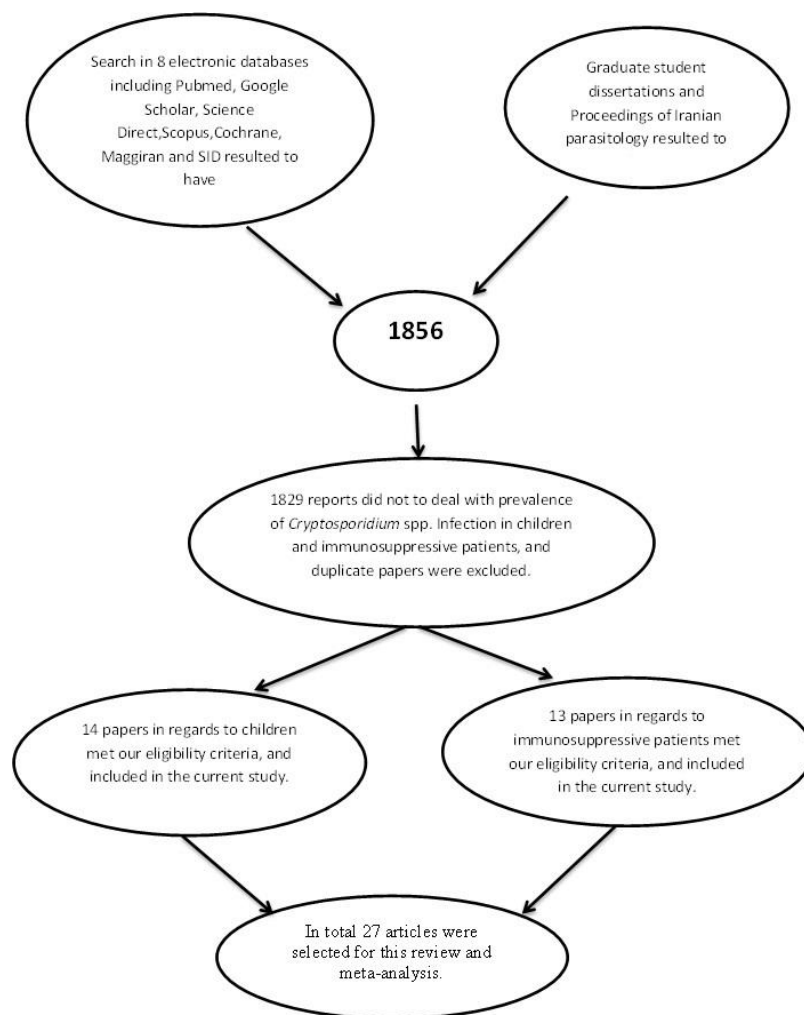 Search in 8 electronic databases
including Pubmed, Google
Scholar, Science
Direct,Scopus,Cochrane,
Maggiran and SID resulted to
have
Graduate student
dissertations and
Proceedings of Iranian
parasitology resulted to
1856
1829 reports did not to deal with prevalence
of Cryptosporidium spp. Infection in children
and immunosuppressive patients, and
duplicate papers were excluded.
14 papers in regards to children
met our eligibility criteria, and
included in the current study.
13 papers in regards to
immunosuppressive patients met
our eligibility criteria, and included
in the current study.
In total 27 articles were
selected for this review and
meta-analysis.